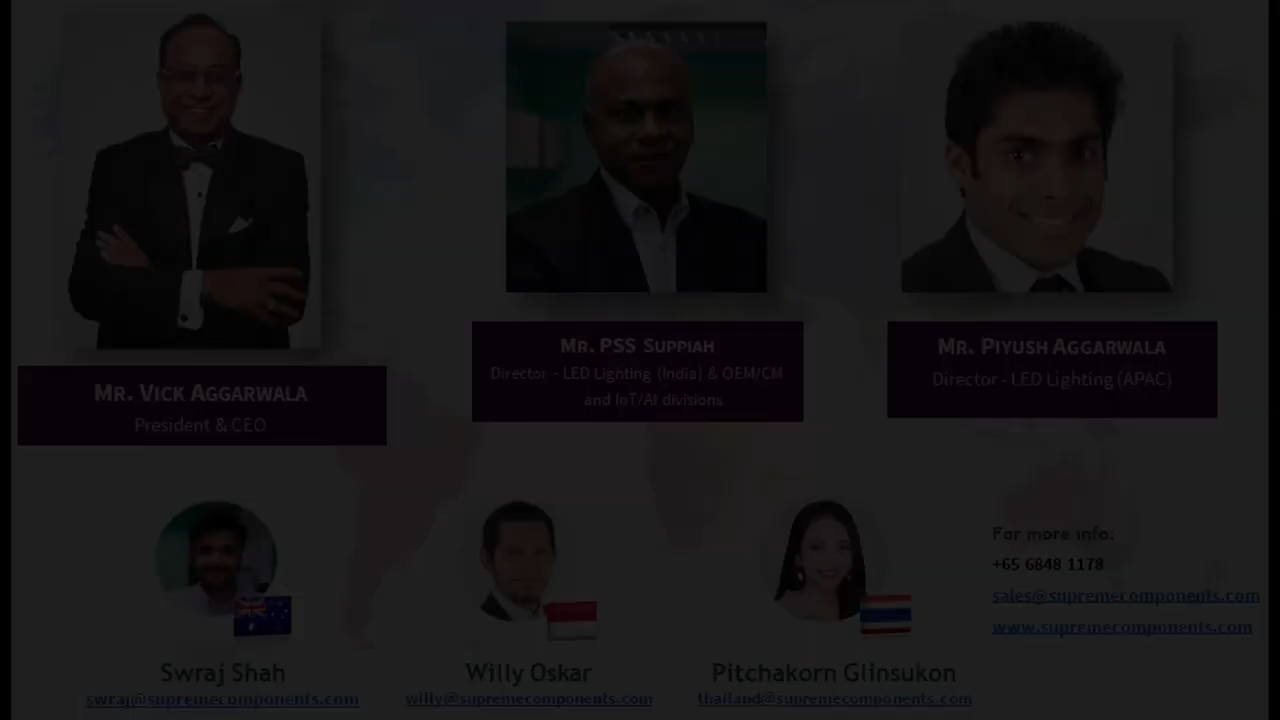 Mr. Vick Aggarwala
President & CEO
Mr. PSS Suppiah
Director - LED Lighting (India) & OEM/CM
and IoT/AI divisions
Mr. Piyush Aggarwala
Director - LED Lighting (APAC)
Swraj Shah
swraj@supremecomponents.com
Willy Oskar
willy@supremecomponents.com
Pitchakorn Glinsukon
thailand@supremecomponents.com
For more info:
+65 6848 1178
sales@supremecomponents.com
www.supremecomponents.com